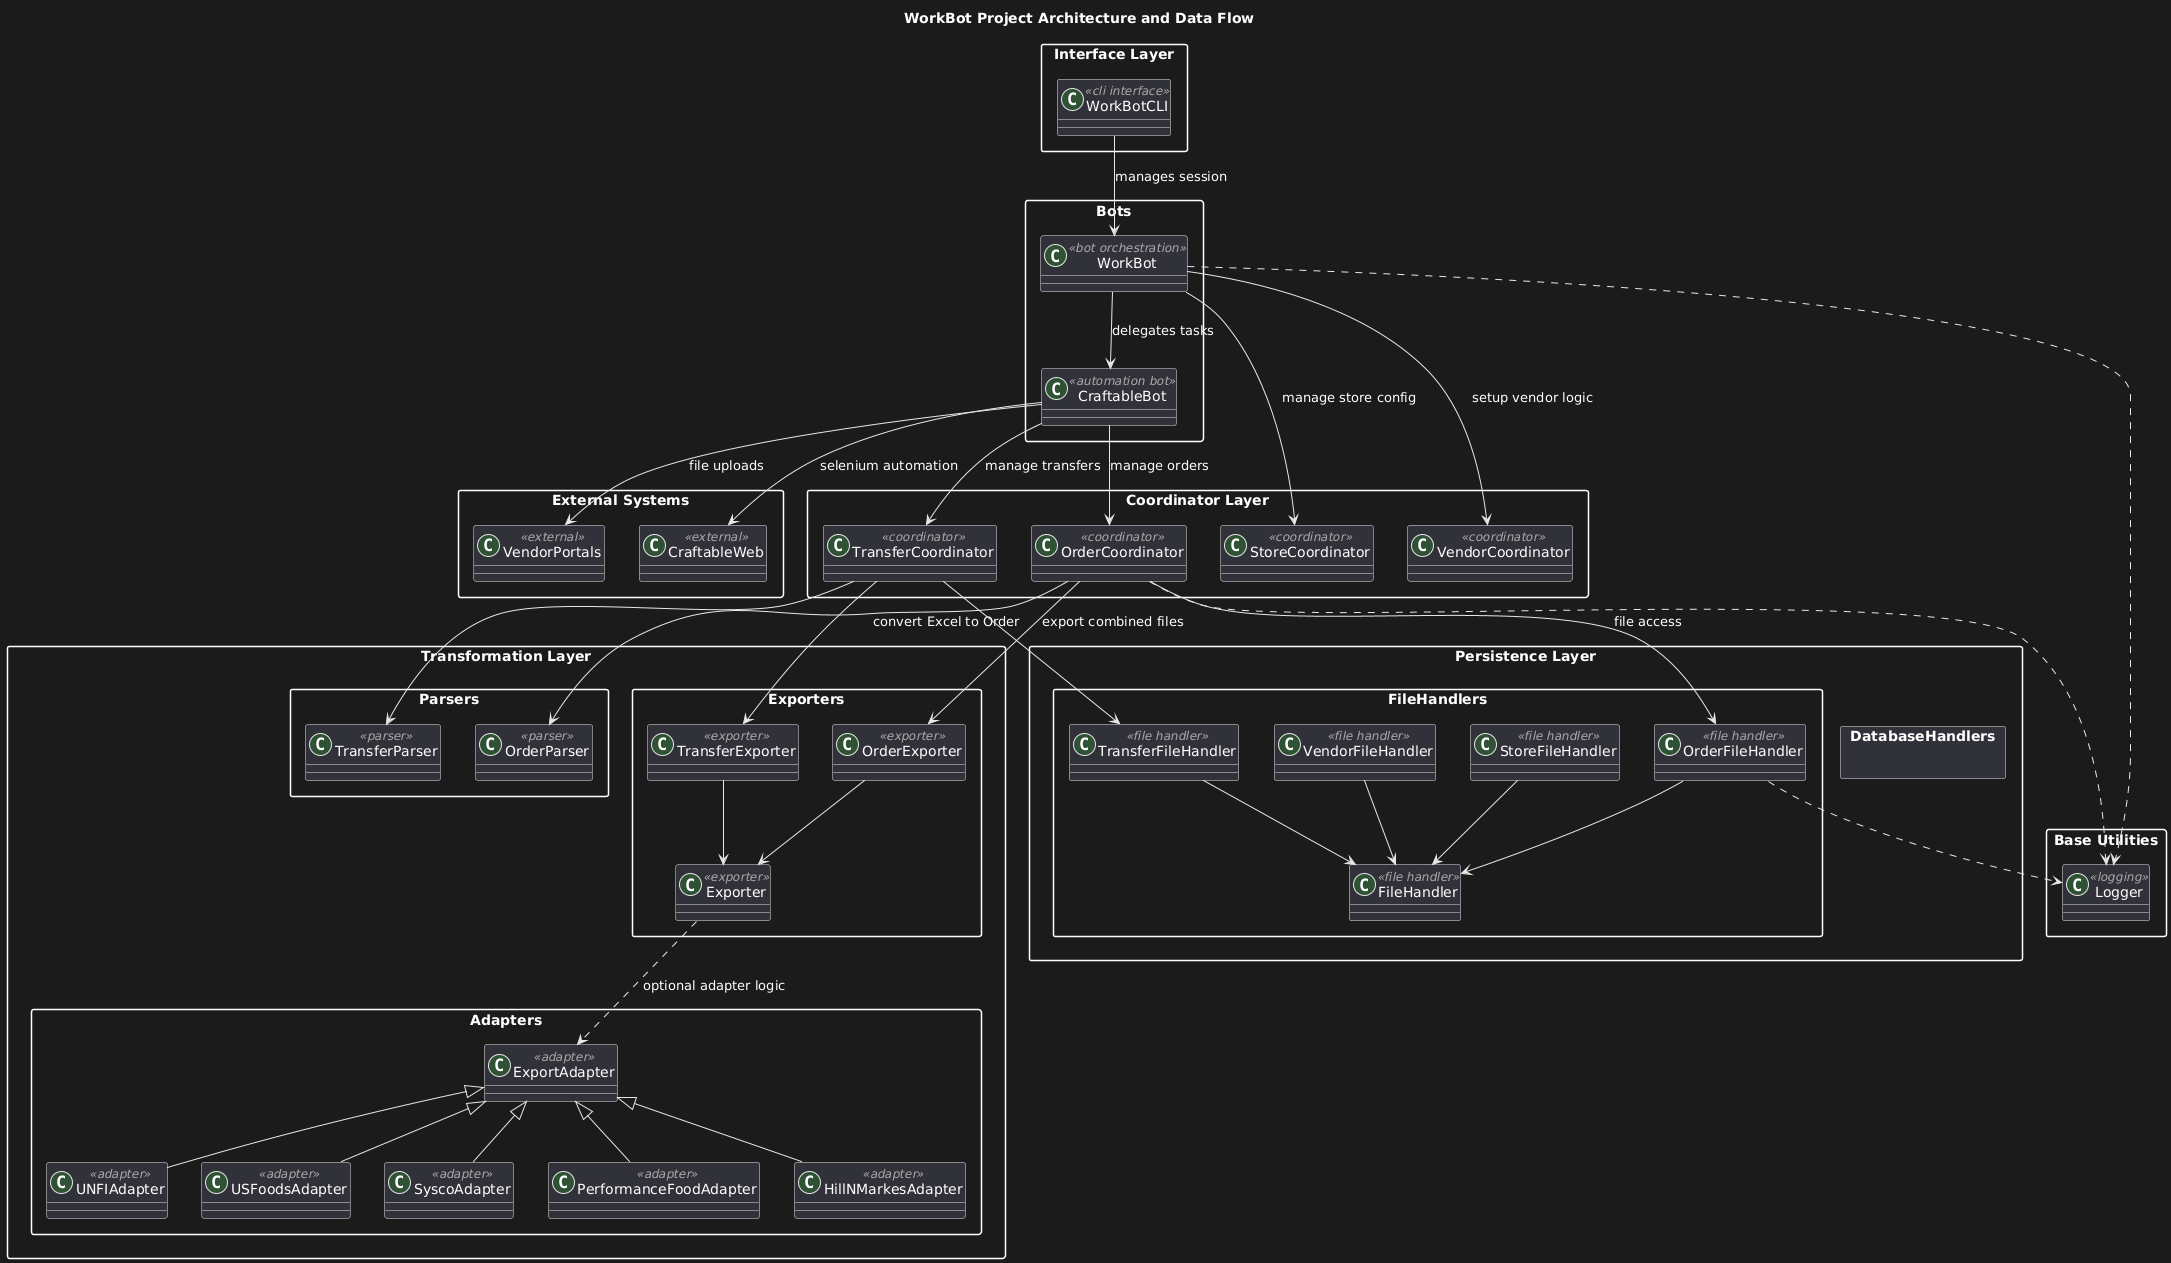 WorkBot Project Architecture and Data Flow
Interface Layer
C
«cli interface»
WorkBotCLI
manages session
Bots
C
«bot orchestration»
WorkBot
delegates tasks
C
«automation bot»
CraftableBot
manage store config
setup vendor logic
file uploads
selenium automation
manage transfers
manage orders
External Systems
C
«external»
VendorPortals
C
«external»
CraftableWeb
Coordinator Layer
C
«coordinator»
TransferCoordinator
C
«coordinator»
OrderCoordinator
C
«coordinator»
StoreCoordinator
C
«coordinator»
VendorCoordinator
convert Excel to Order
export combined files
file access
Transformation Layer
Parsers
C
«parser»
TransferParser
C
«parser»
OrderParser
Exporters
C
«exporter»
TransferExporter
C
«exporter»
OrderExporter
C
«exporter»
Exporter
optional adapter logic
Adapters
C
«adapter»
ExportAdapter
C
«adapter»
UNFIAdapter
C
«adapter»
USFoodsAdapter
C
«adapter»
SyscoAdapter
C
«adapter»
PerformanceFoodAdapter
C
«adapter»
HillNMarkesAdapter
Persistence Layer
FileHandlers
C
«file handler»
TransferFileHandler
C
«file handler»
VendorFileHandler
C
«file handler»
StoreFileHandler
C
«file handler»
OrderFileHandler
C
«file handler»
FileHandler
DatabaseHandlers
Base Utilities
C
«logging»
Logger